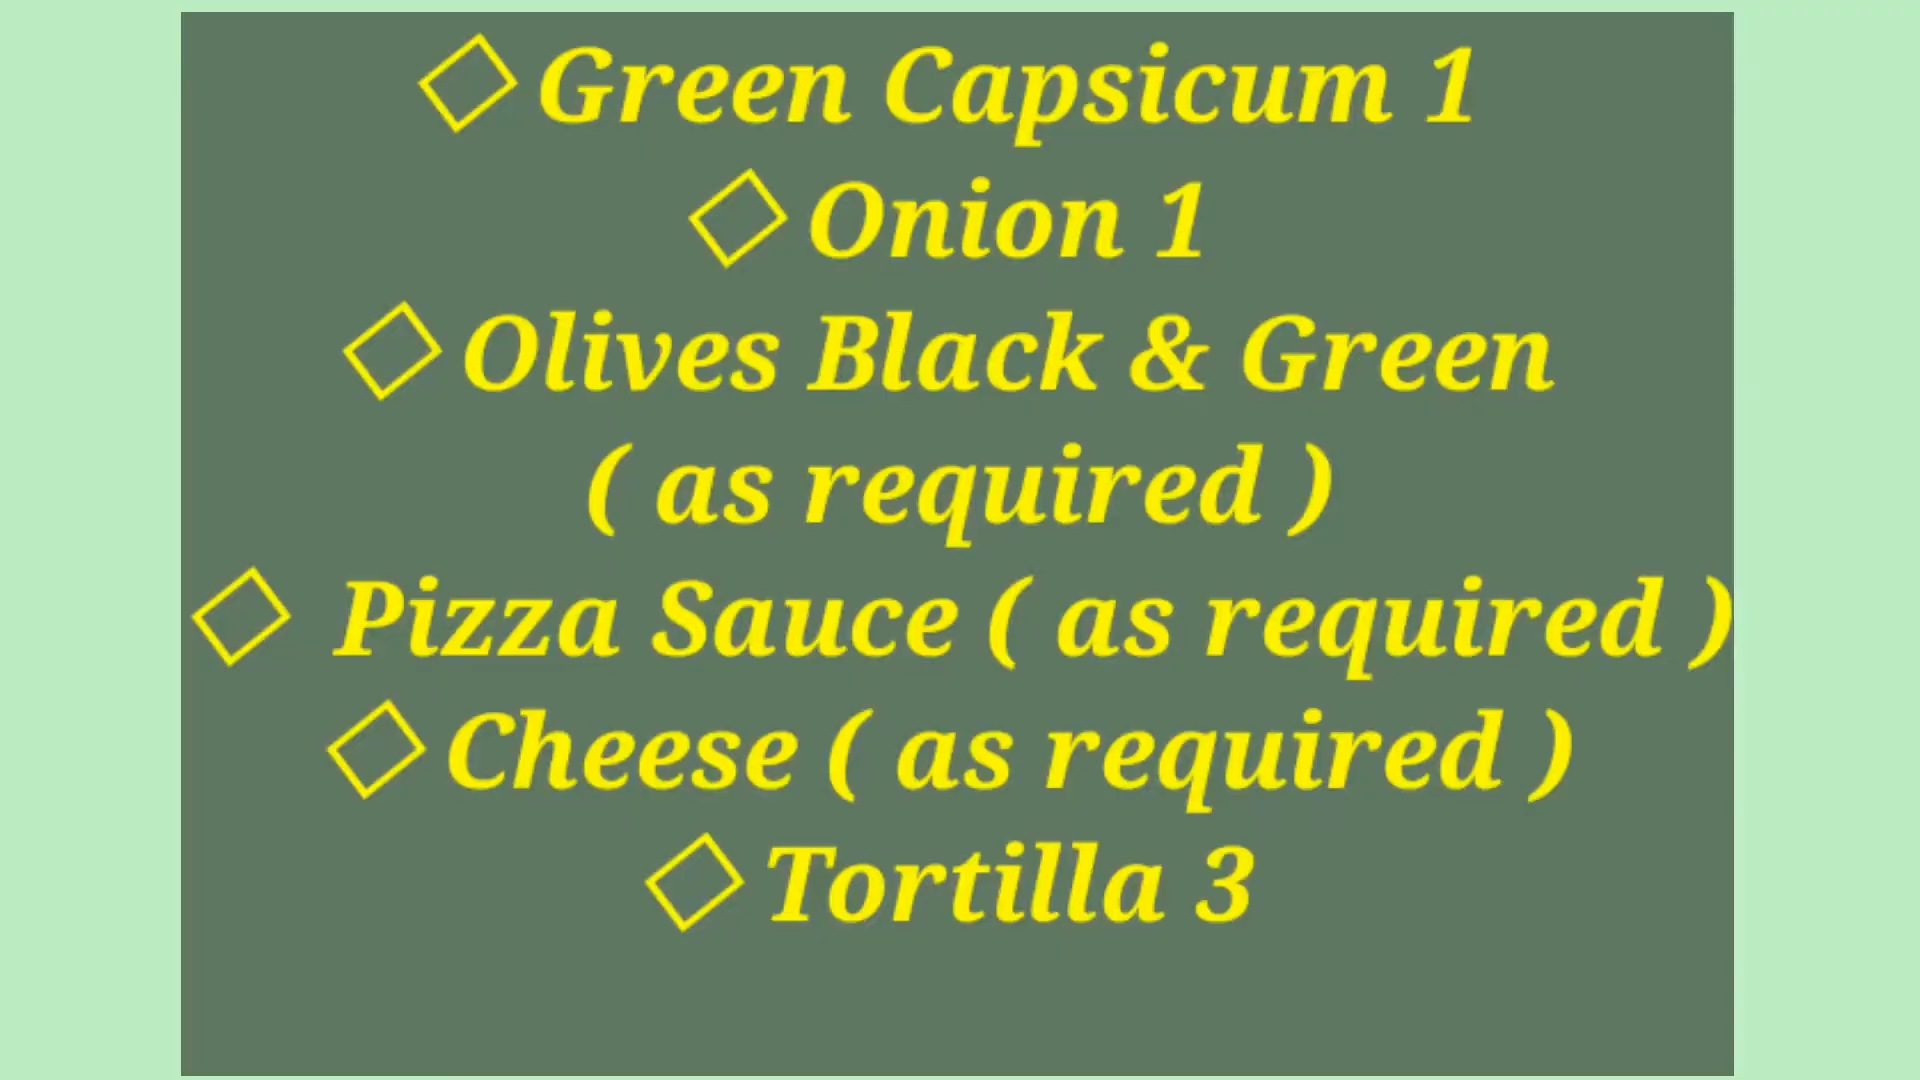 ◇ Green Capsicum 1
◇ Onion 1
◇ Olives Black & Green
( as required )
◇ Pizza Sauce ( as required )
◇ Cheese ( as required )
◇ Tortilla 3